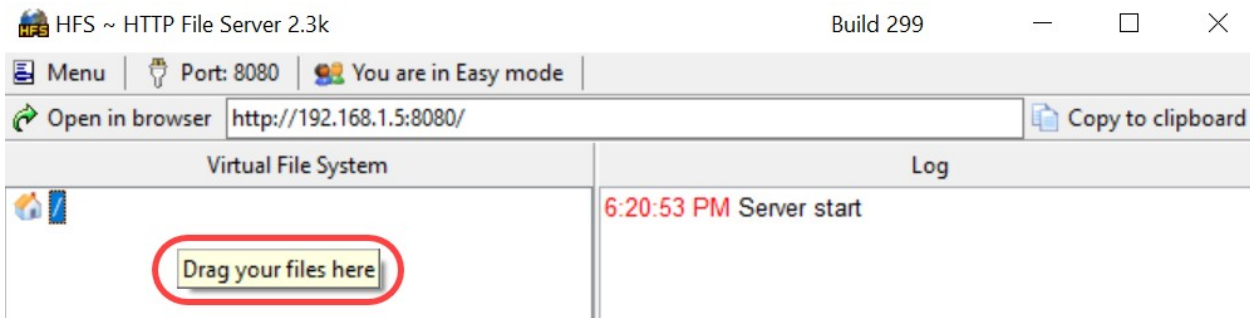 HFS ~ HTTP File Server 2.3k Build 299
Menu Port: 8080 You are in Easy mode
Open in browser http://192.168.1.5:8080/ Copy to clipboard
Virtual File System Log
/ 6:20:53 PM Server start
Drag your files here